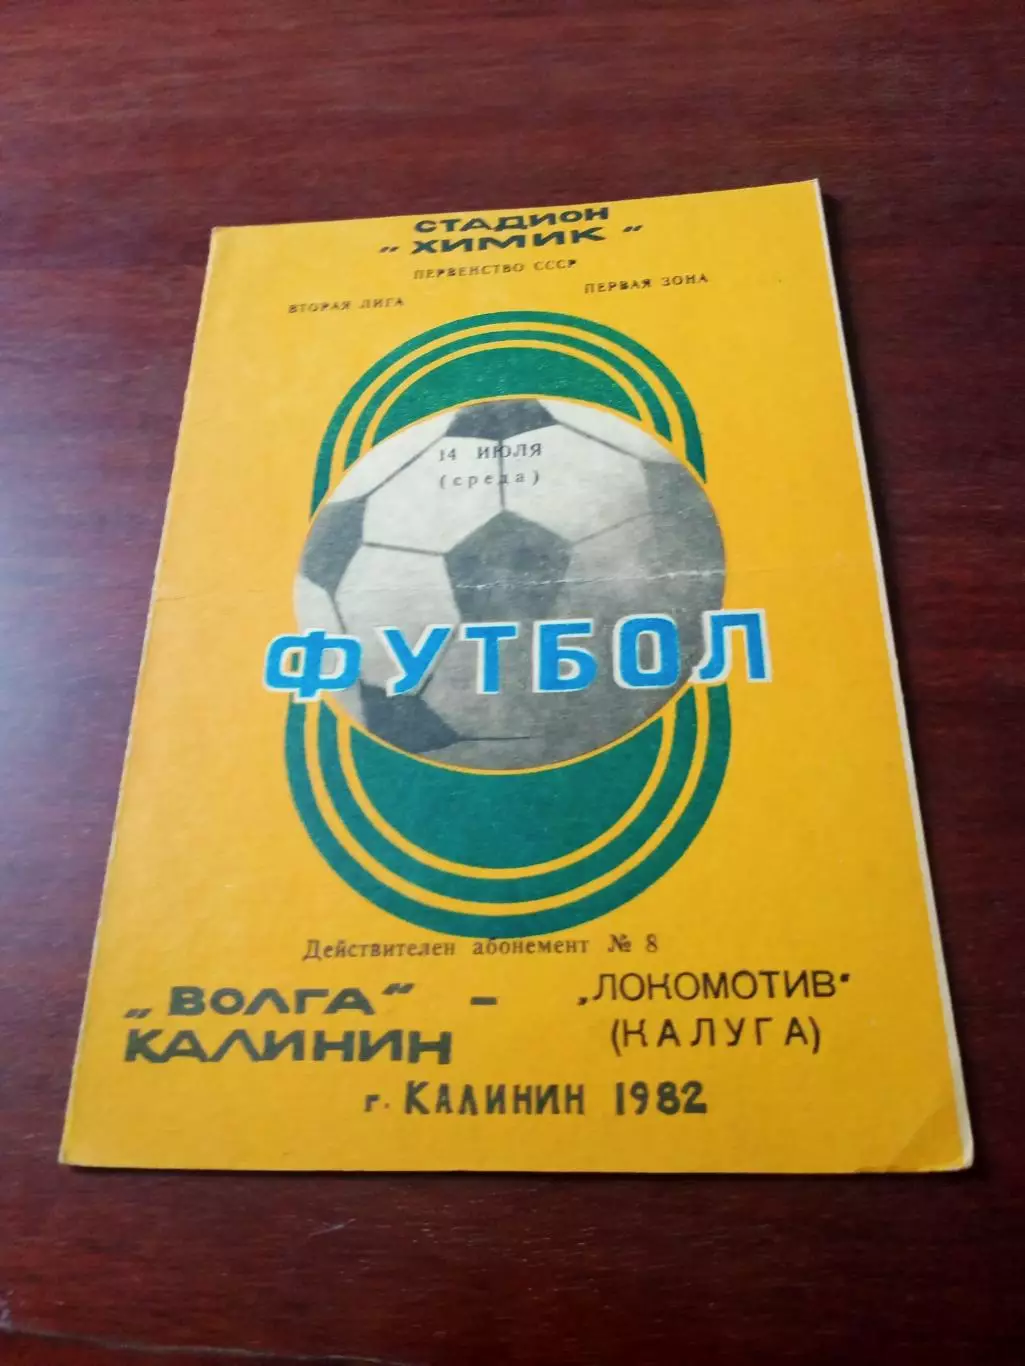 СТАДИОН
„ХИМИК"
ПЕРВЕНСТВО СССР
ВТОРАЯ ЛИГА ПЕРВАЯ ЗОНА
14 ИЮЛЯ
(среда)
ФУТБОЛ
Действителен абонемент № 8
„ВОЛГА" - „ЛОКОМОТИВ"
КАЛИНИН (КАЛУГА)
г. КАЛИНИН 1982